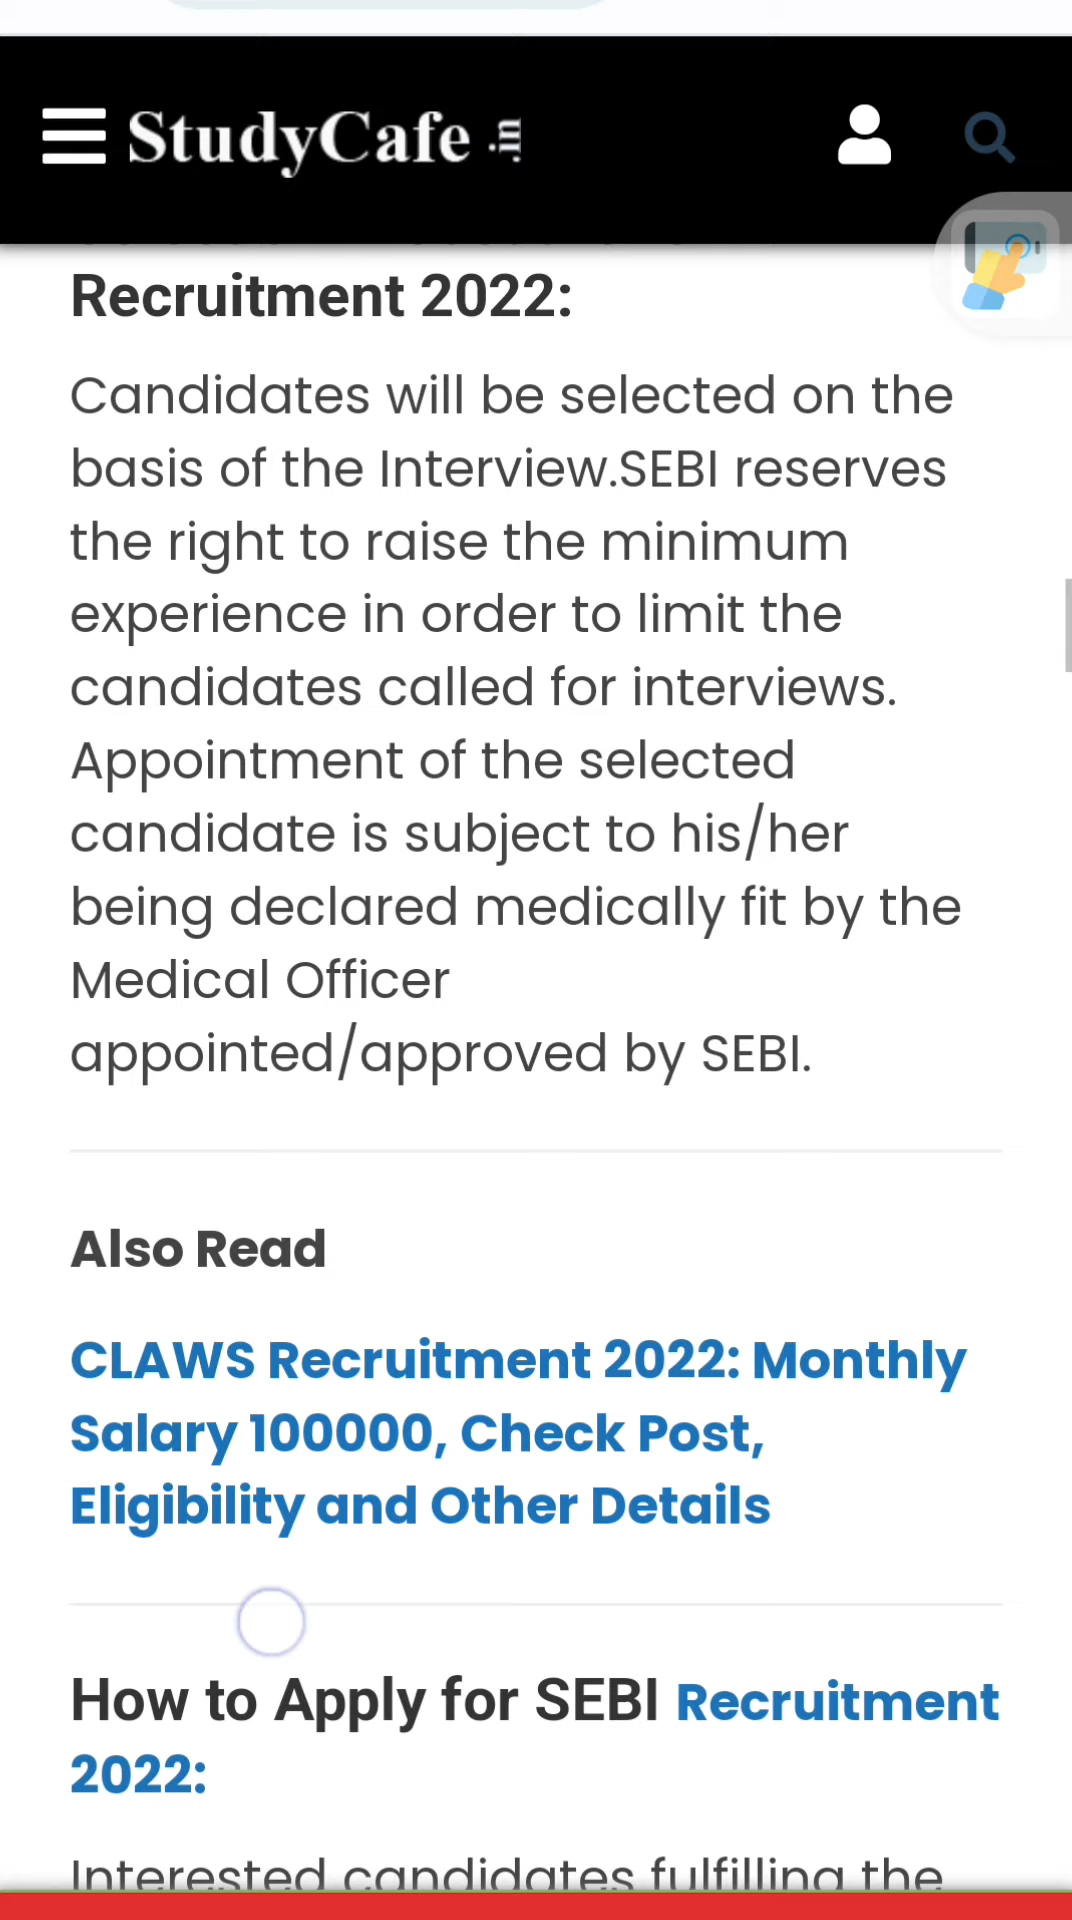 StudyCafe.in
Recruitment 2022:
Candidates will be selected on the
basis of the Interview.SEBI reserves
the right to raise the minimum
experience in order to limit the
candidates called for interviews.
Appointment of the selected
candidate is subject to his/her
being declared medically fit by the
Medical Officer
appointed/approved by SEBI.
Also Read
CLAWS Recruitment 2022: Monthly
Salary 100000, Check Post,
Eligibility and Other Details
How to Apply for SEBI Recruitment
2022:
Interested candidates fulfilling the